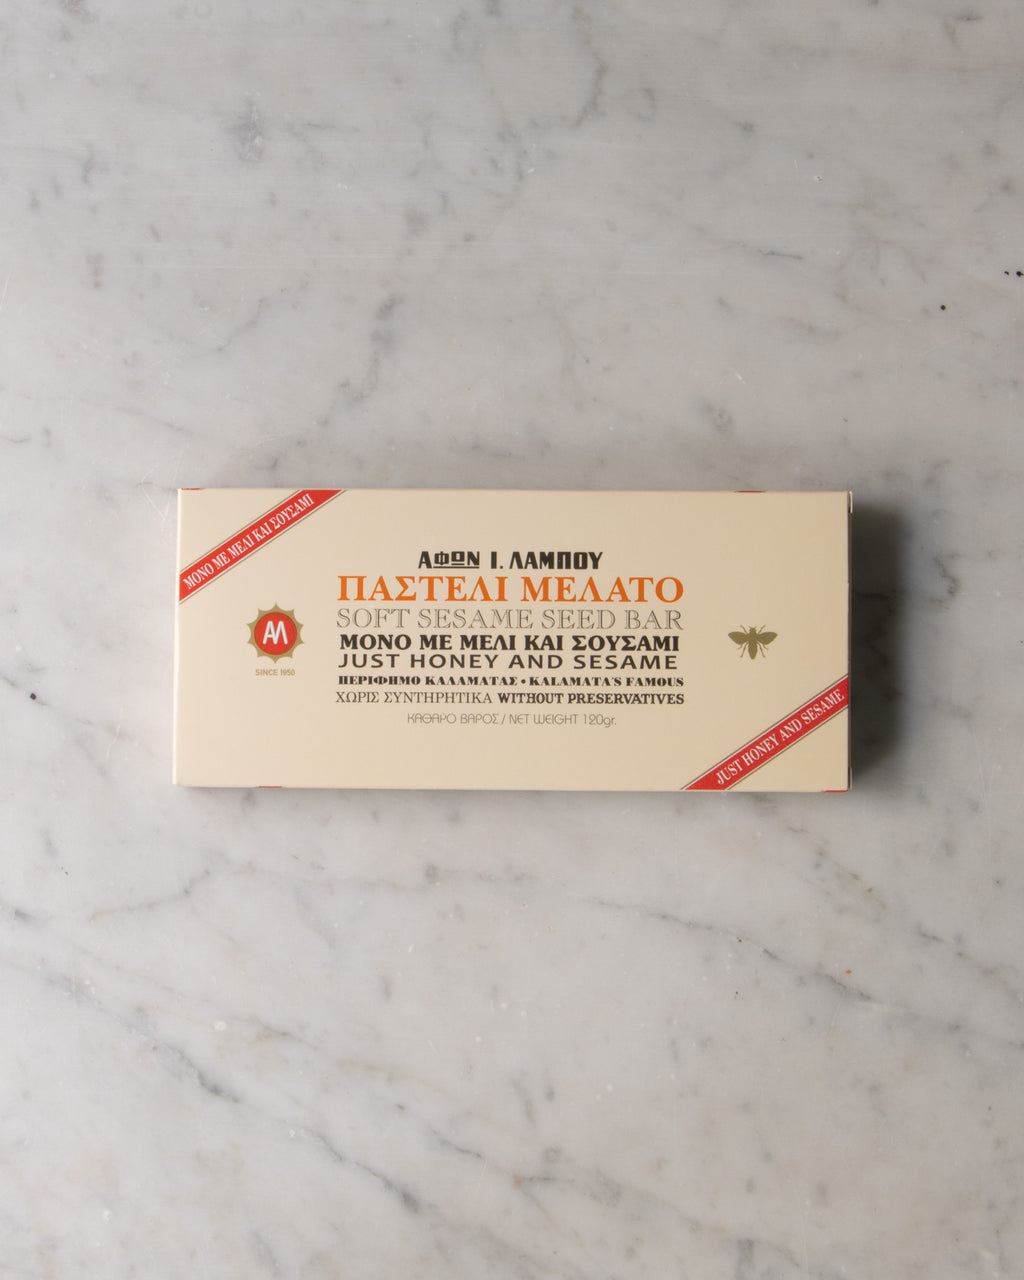 ΜΟΝΟ ΜΕ ΜΕΛΙ ΚΑΙ ΣΟΥΣΑΜΙ
ΑΦΩΝ Ι. ΛΑΜΠΟΥ
ΠΑΣΤΕΛΙ ΜΕΛΑΤΟ
SOFT SESAME SEED BAR
ΜΟΝΟ ΜΕ ΜΕΛΙ ΚΑΙ ΣΟΥΣΑΜΙ
JUST HONEY AND SESAME
ΠΕΡΙΦΗΜΟ ΚΑΛΑΜΑΤΑΣ • KALAMATA'S FAMOUS
ΧΩΡΙΣ ΣΥΝΤΗΡΗΤΙΚΑ WITHOUT PRESERVATIVES
ΚΑΘΑΡΟ ΒΑΡΟΣ / NET WEIGHT 120gr.
ΑΛ
SINCE 1950
JUST HONEY AND SESAME